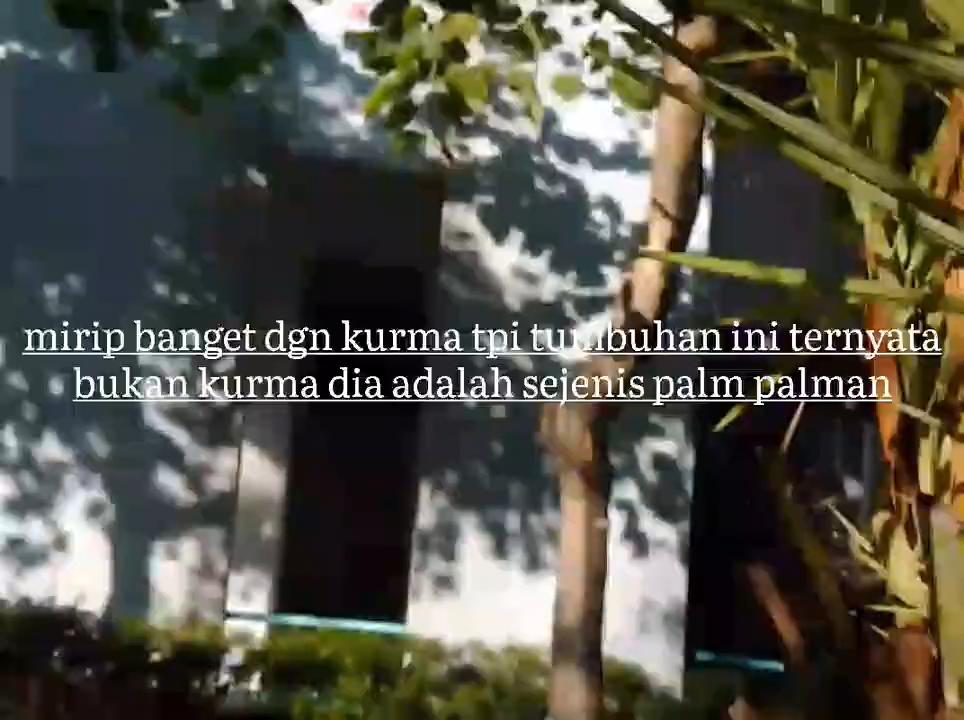 mirip banget dgn kurma tpi tumbuhan ini ternyata
bukan kurma dia adalah sejenis palm palman